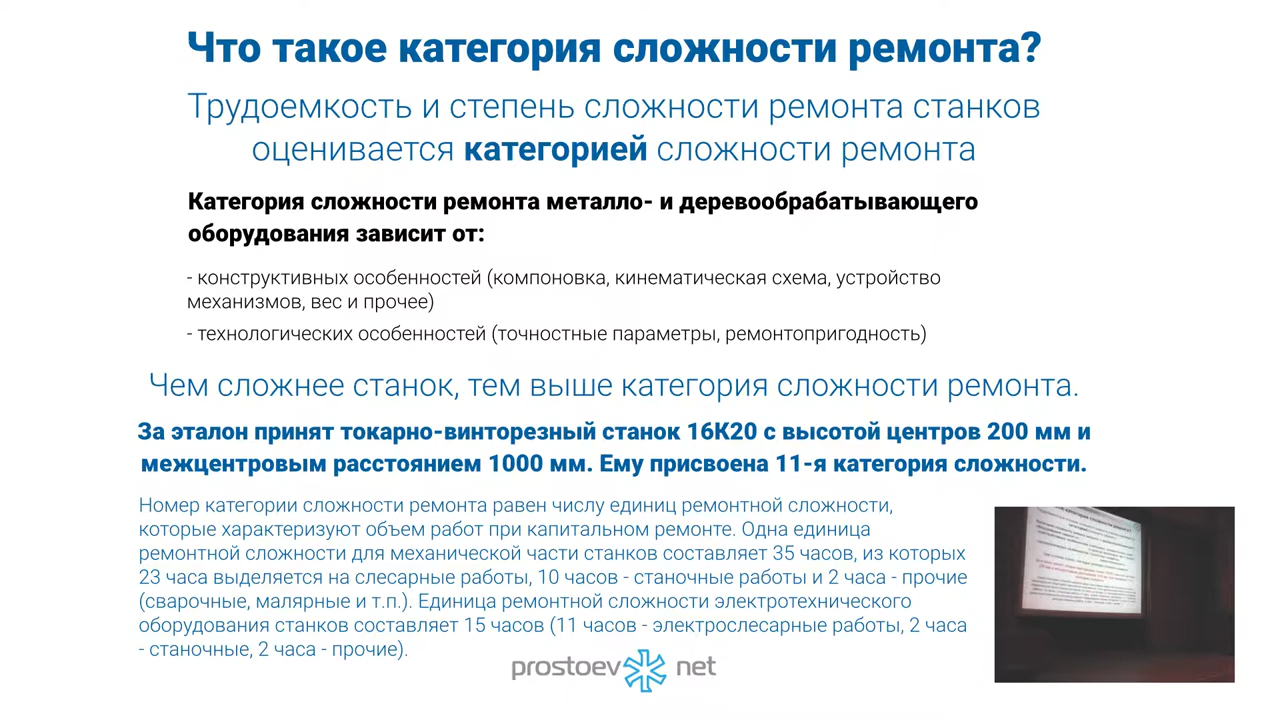 Что такое категория сложности ремонта?
Трудоемкость и степень сложности ремонта станков
оценивается категорией сложности ремонта
Категория сложности ремонта металло- и деревообрабатывающего
оборудования зависит от:
- конструктивных особенностей (компоновка, кинематическая схема, устройство
механизмов, вес и прочее)
- технологических особенностей (точностные параметры, ремонтопригодность)
Чем сложнее станок, тем выше категория сложности ремонта.
За эталон принят токарно-винторезный станок 16К20 с высотой центров 200 мм и
межцентровым расстоянием 1000 мм. Ему присвоена 11-я категория сложности.
Номер категории сложности ремонта равен числу единиц ремонтной сложности,
которые характеризуют объем работ при капитальном ремонте. Одна единица
ремонтной сложности для механической части станков составляет 35 часов, из которых
23 часа выделяется на слесарные работы, 10 часов - станочные работы и 2 часа - прочие
(сварочные, малярные и т.п.). Единица ремонтной сложности электротехнического
оборудования станков составляет 15 часов (11 часов - электрослесарные работы, 2 часа
- станочные, 2 часа - прочие).
prostoev net